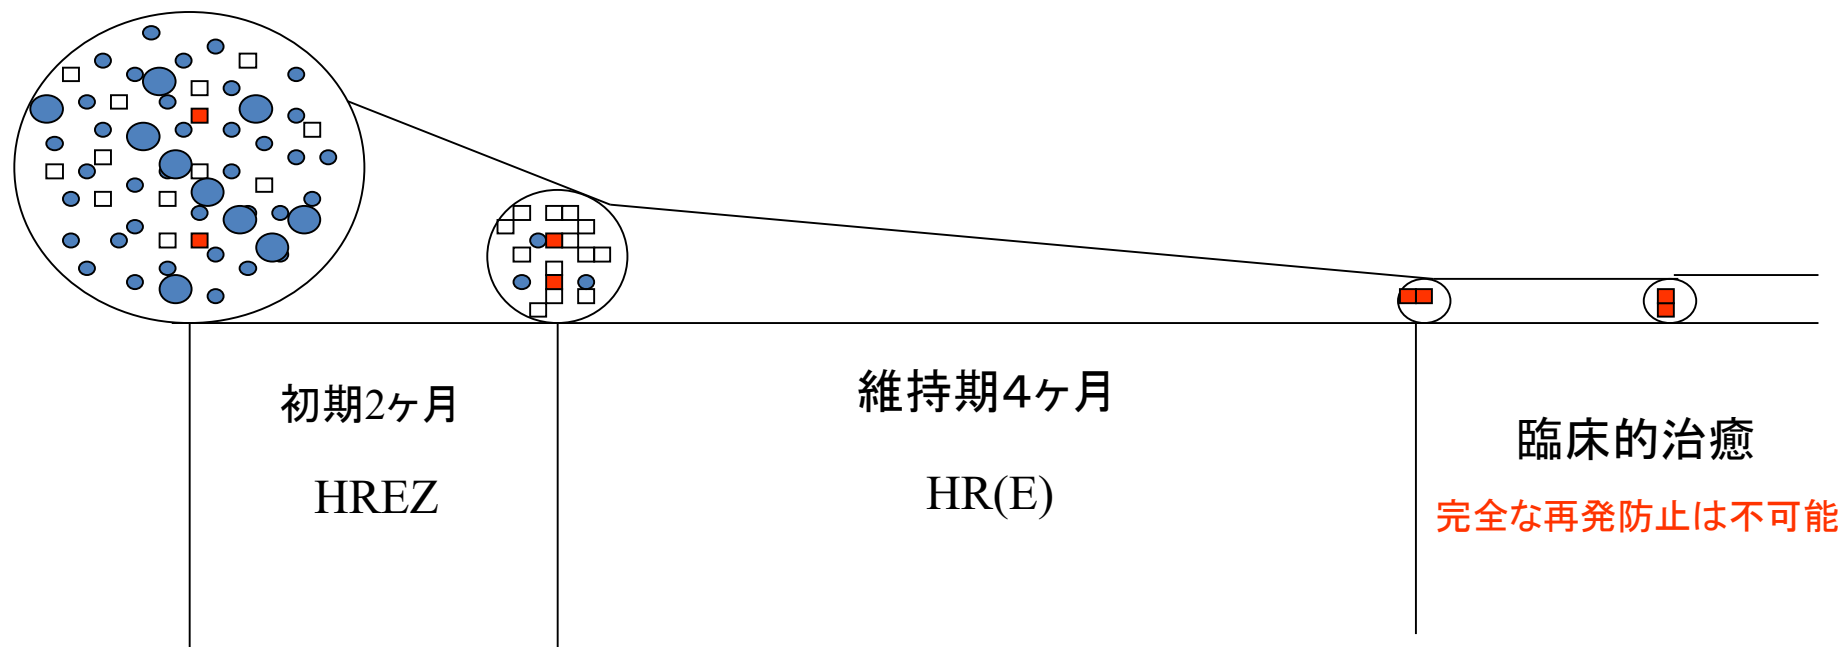 初期2ヶ月
HREZ
維持期4ヶ月
HR(E)
臨床的治癒
完全な再発防止は不可能